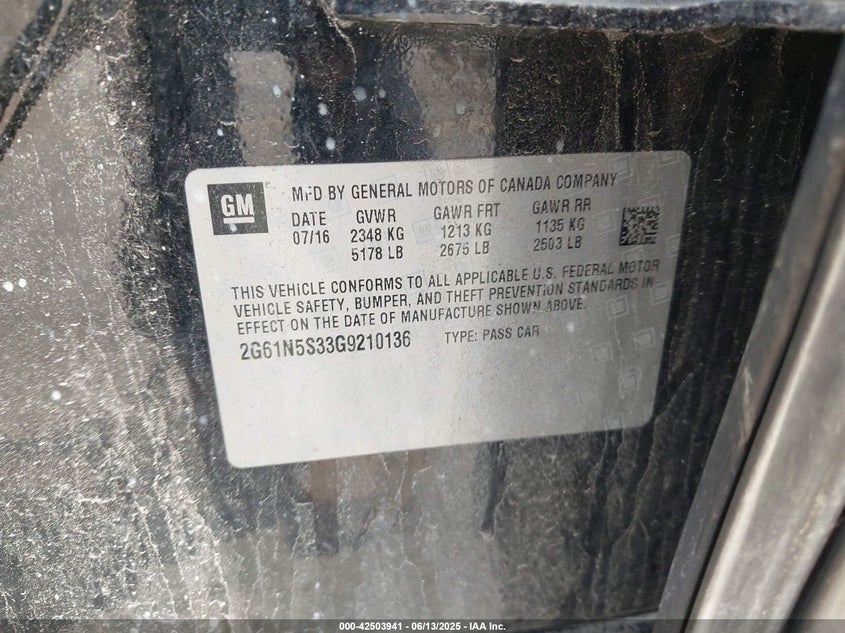 GM
MFD BY GENERAL MOTORS OF CANADA COMPANY
DATE GVWR GAWR FRT GAWR RR
07/16 2348 KG 1213 KG 1135 KG
5178 LB 2675 LB 2503 LB
THIS VEHICLE CONFORMS TO ALL APPLICABLE U.S. FEDERAL MOTOR
VEHICLE SAFETY, BUMPER, AND THEFT PREVENTION STANDARDS IN
EFFECT ON THE DATE OF MANUFACTURE SHOWN ABOVE.
2G61N5S33G9210136 TYPE: PASS CAR
000-42503941 - 06/13/2025 - IAA Inc.